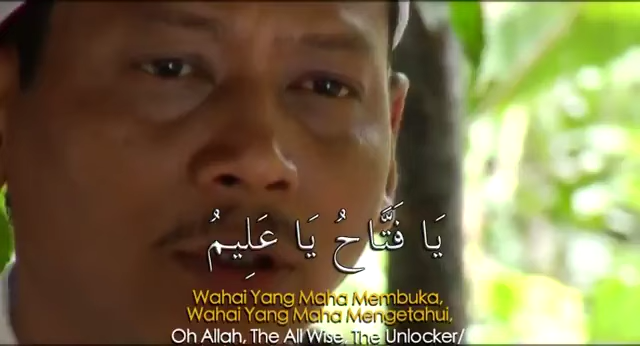 يَا فَتَّاحُ يَا عَلِيمُ
Wahai Yang Maha Membuka,
Wahai Yang Maha Mengetahui,
Oh Allah, The All Wise, The Unlocker/